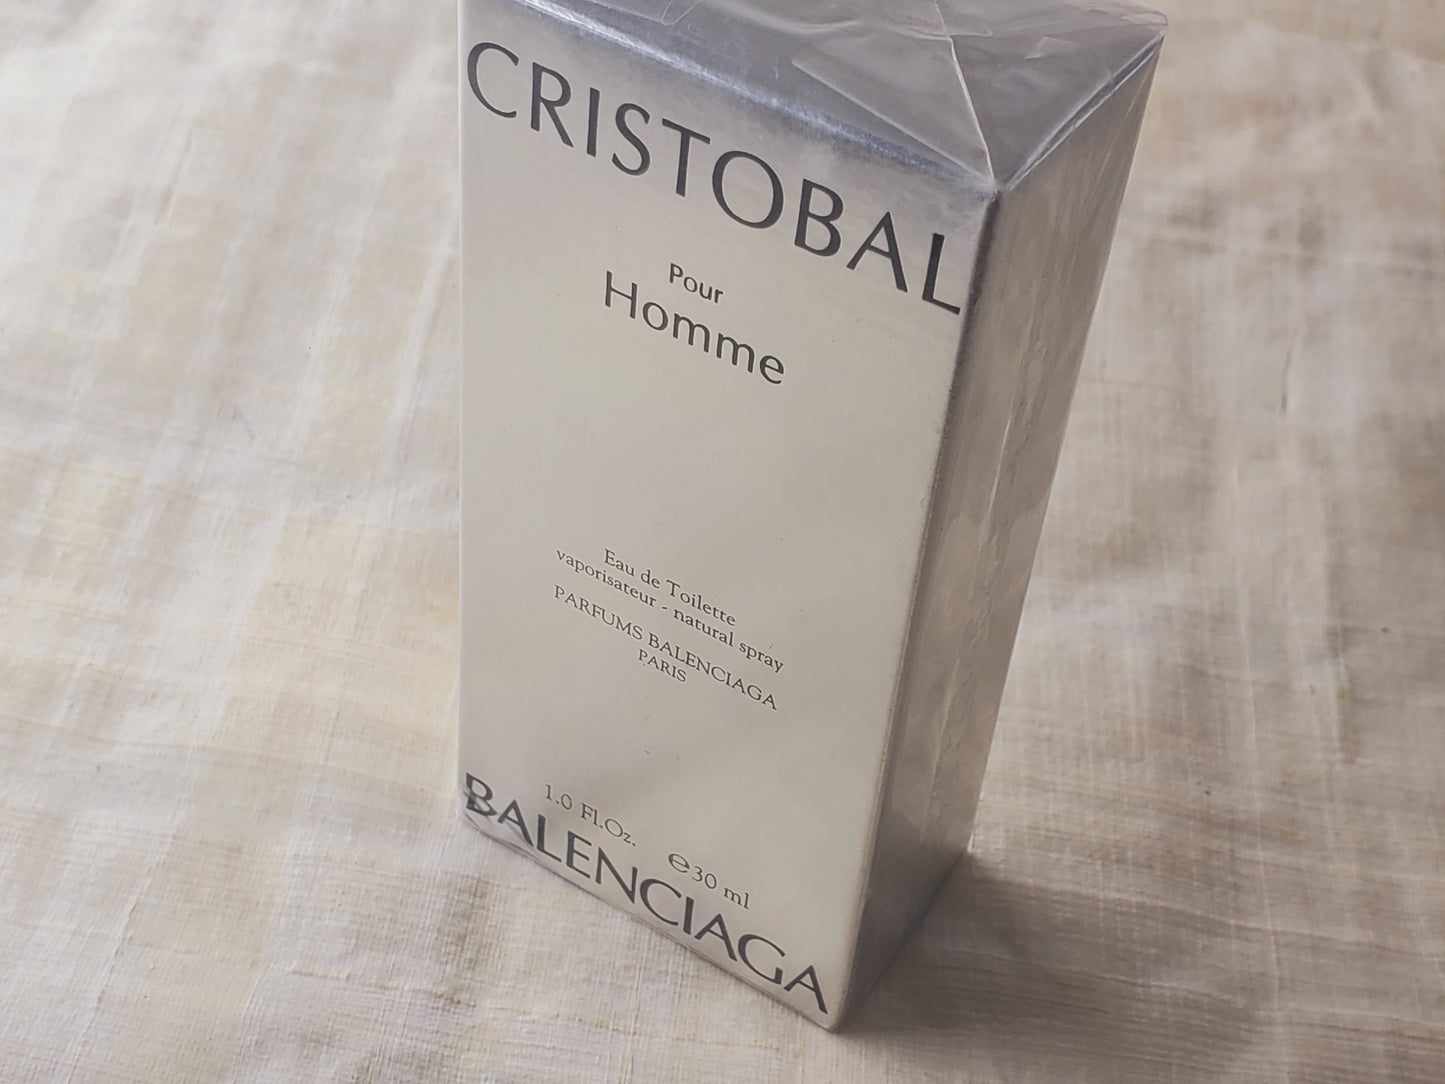 CRISTOBAL
Pour
Homme
Eau de Toilette
vaporisateur - natural spray
PARFUMS BALENCIAGA
PARIS
1.0 Fl.Oz. ℮30 ml
BALENCIAGA